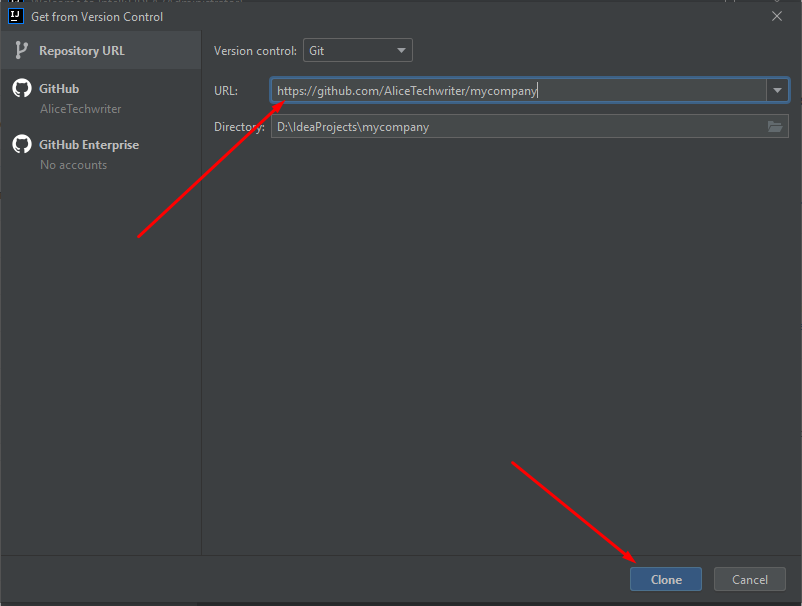 IJ Get from Version Control
Repository URL
GitHub
AliceTechwriter
GitHub Enterprise
No accounts
Version control: Git
URL: https://github.com/AliceTechwriter/mycompany
Directory: D:\IdeaProjects\mycompany
Clone Cancel